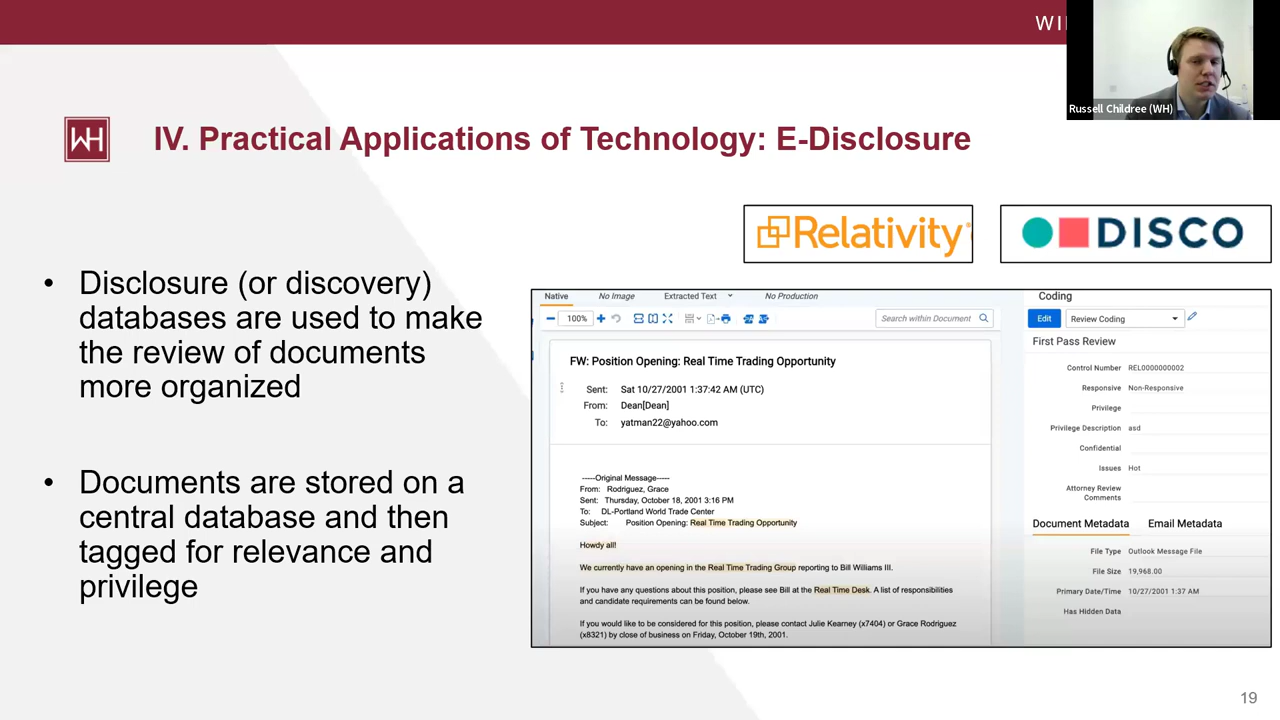 WI
Russell Childree (WH)
WH
IV. Practical Applications of Technology: E-Disclosure
Relativity
DISCO
• Disclosure (or discovery)
databases are used to make
the review of documents
more organized
• Documents are stored on a
central database and then
tagged for relevance and
privilege
Native No Image Extracted Text No Production
100% Search within Document
FW: Position Opening: Real Time Trading Opportunity
Sent: Sat 10/27/2001 1:37:42 AM (UTC)
From: Dean[Dean]
To: yatman22@yahoo.com
-----Original Message-----
From: Rodriguez, Grace
Sent: Thursday, October 18, 2001 3:16 PM
To: DL-Portland World Trade Center
Subject: Position Opening: Real Time Trading Opportunity
Howdy all!
We currently have an opening in the Real Time Trading Group reporting to Bill Williams III.
If you have any questions about this position, please see Bill at the Real Time Desk. A list of responsibilities
and candidate requirements can be found below.
If you would like to be considered for this position, please contact Julie Kearney (x7404) or Grace Rodriguez
(x8321) by close of business on Friday, October 19th, 2001.
Coding
Edit Review Coding
First Pass Review
Control Number REL0000000002
Responsive Non-Responsive
Privilege
Privilege Description asd
Confidential
Issues Hot
Attorney Review
Comments
Document Metadata Email Metadata
File Type Outlook Message File
File Size 19,968.00
Primary Date/Time 10/27/2001 1:37 AM
Has Hidden Data
19